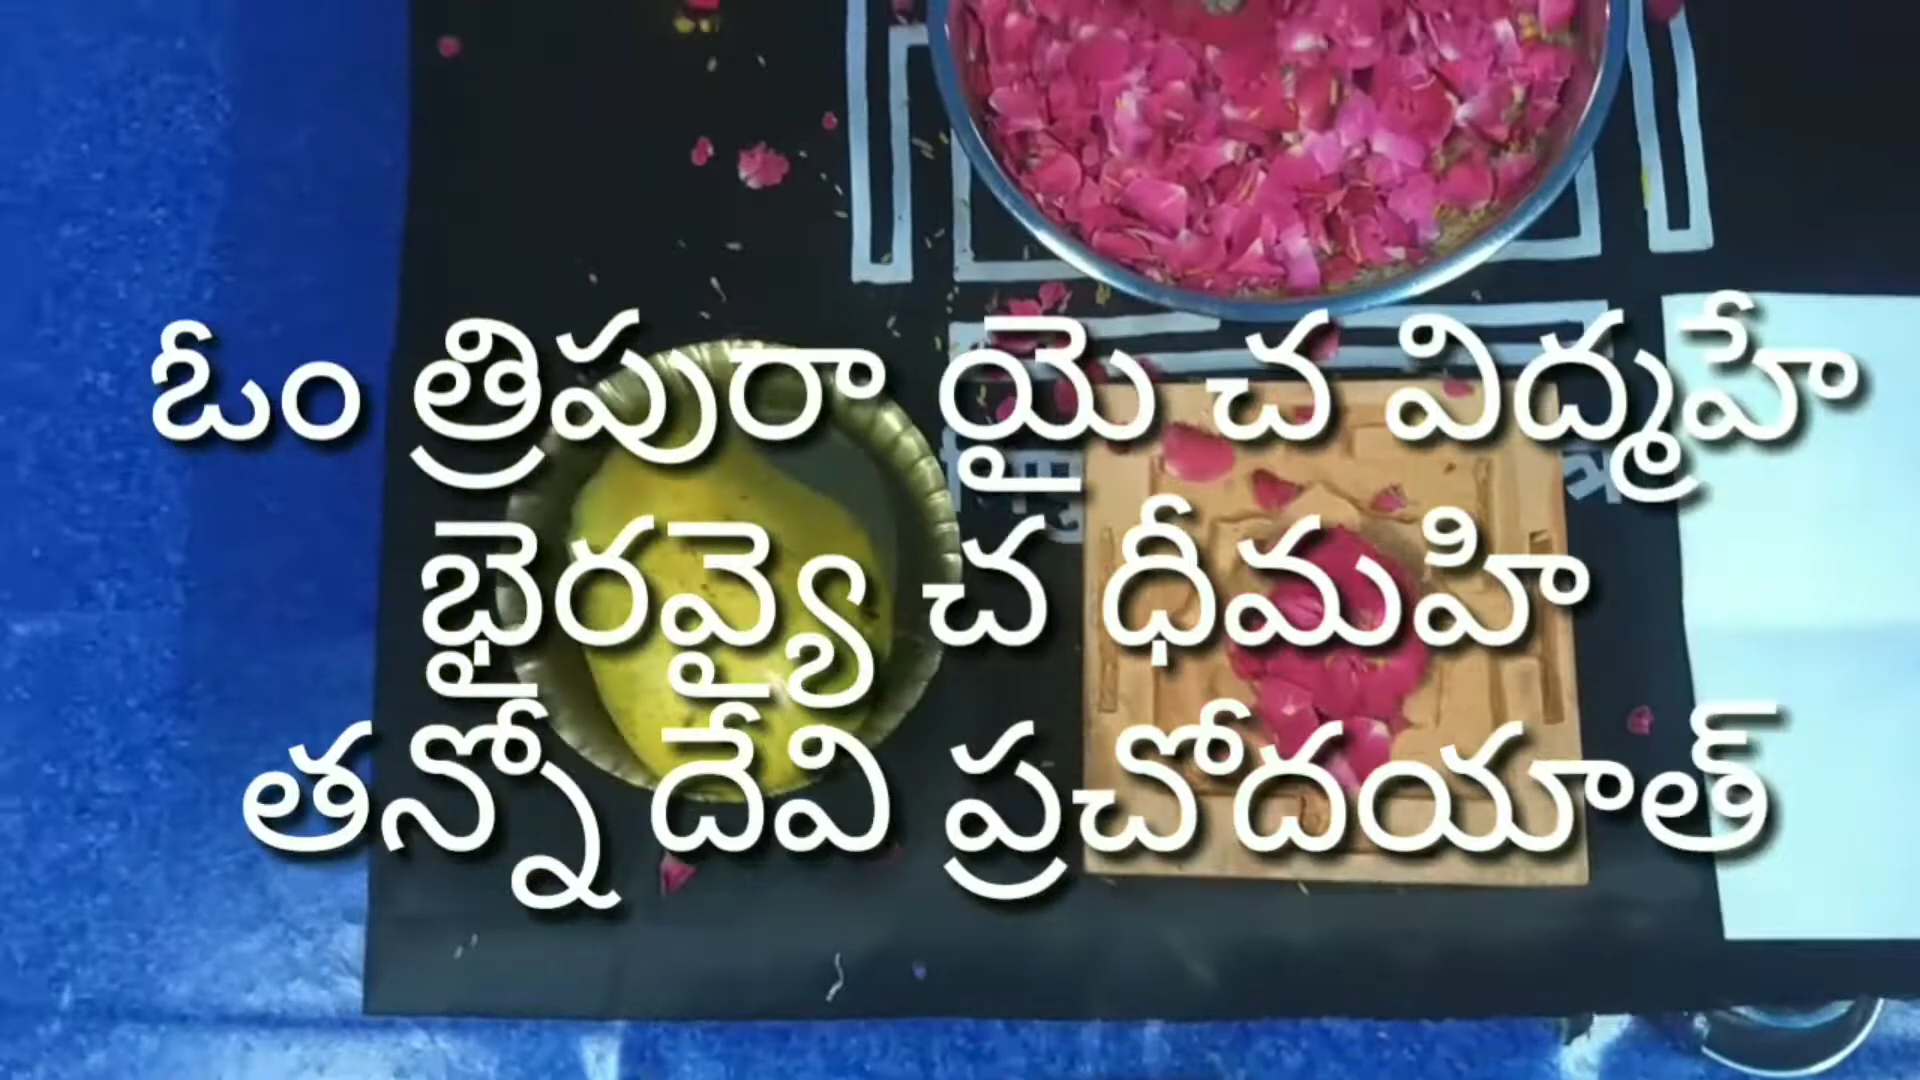 ఓం త్రిపురా యై చ విద్మహే
భైరవ్యై చ ధీమహి
తన్నో దేవి ప్రచోదయాత్